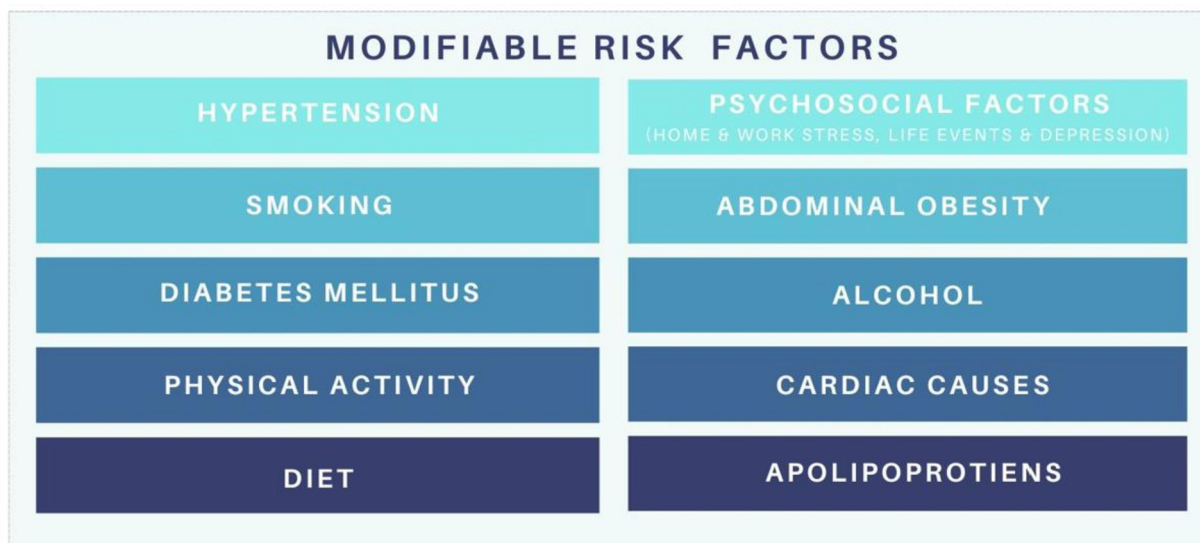 MODIFIABLE RISK FACTORS
HYPERTENSION
SMOKING
DIABETES MELLITUS
PHYSICAL ACTIVITY
DIET
PSYCHOSOCIAL FACTORS
(HOME & WORK STRESS, LIFE EVENTS & DEPRESSION)
ABDOMINAL OBESITY
ALCOHOL
CARDIAC CAUSES
APOLIPOPROTIENS